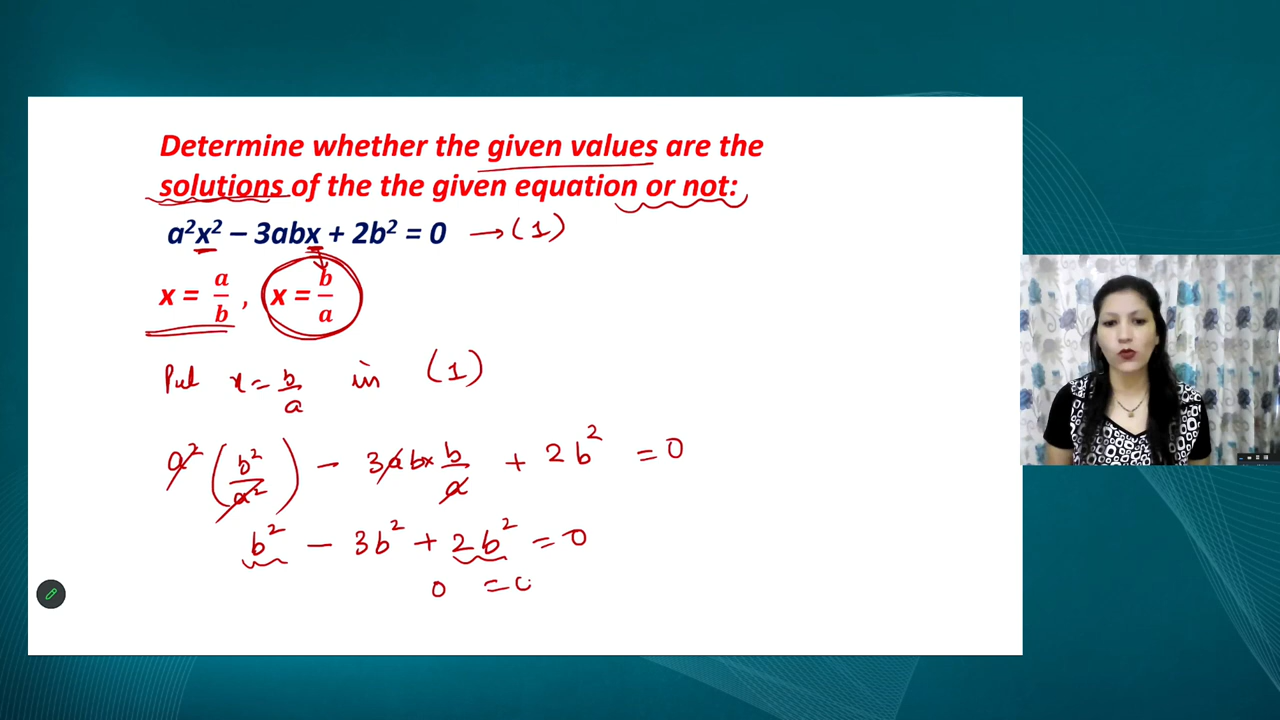 Determine whether the given values are the
solutions of the the given equation or not:
a²x² – 3abx + 2b² = 0 → (1)
x = a/b , x = b/a
Put x = b/a in (1)
a² (b²/a²) – 3ab × b/a + 2b² = 0
b² – 3b² + 2b² = 0
0 = 0